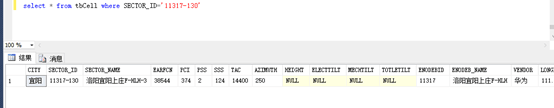 select * from tbCell where SECTOR_ID='11317-130'
100 %
结果 消息
CITY SECTOR_ID SECTOR_NAME EARFCN PCI PSS SSS TAC AZIMUTH HEIGHT ELECTTILT MECHTILT TOTLETILT ENODEBID ENODEB_NAME VENDOR LONG
1 宜阳 11317-130 洛阳宜阳上庄F-HLH-3 38544 374 2 124 14400 250 NULL NULL NULL NULL 11317 洛阳宜阳上庄F-HLH 华为 111.